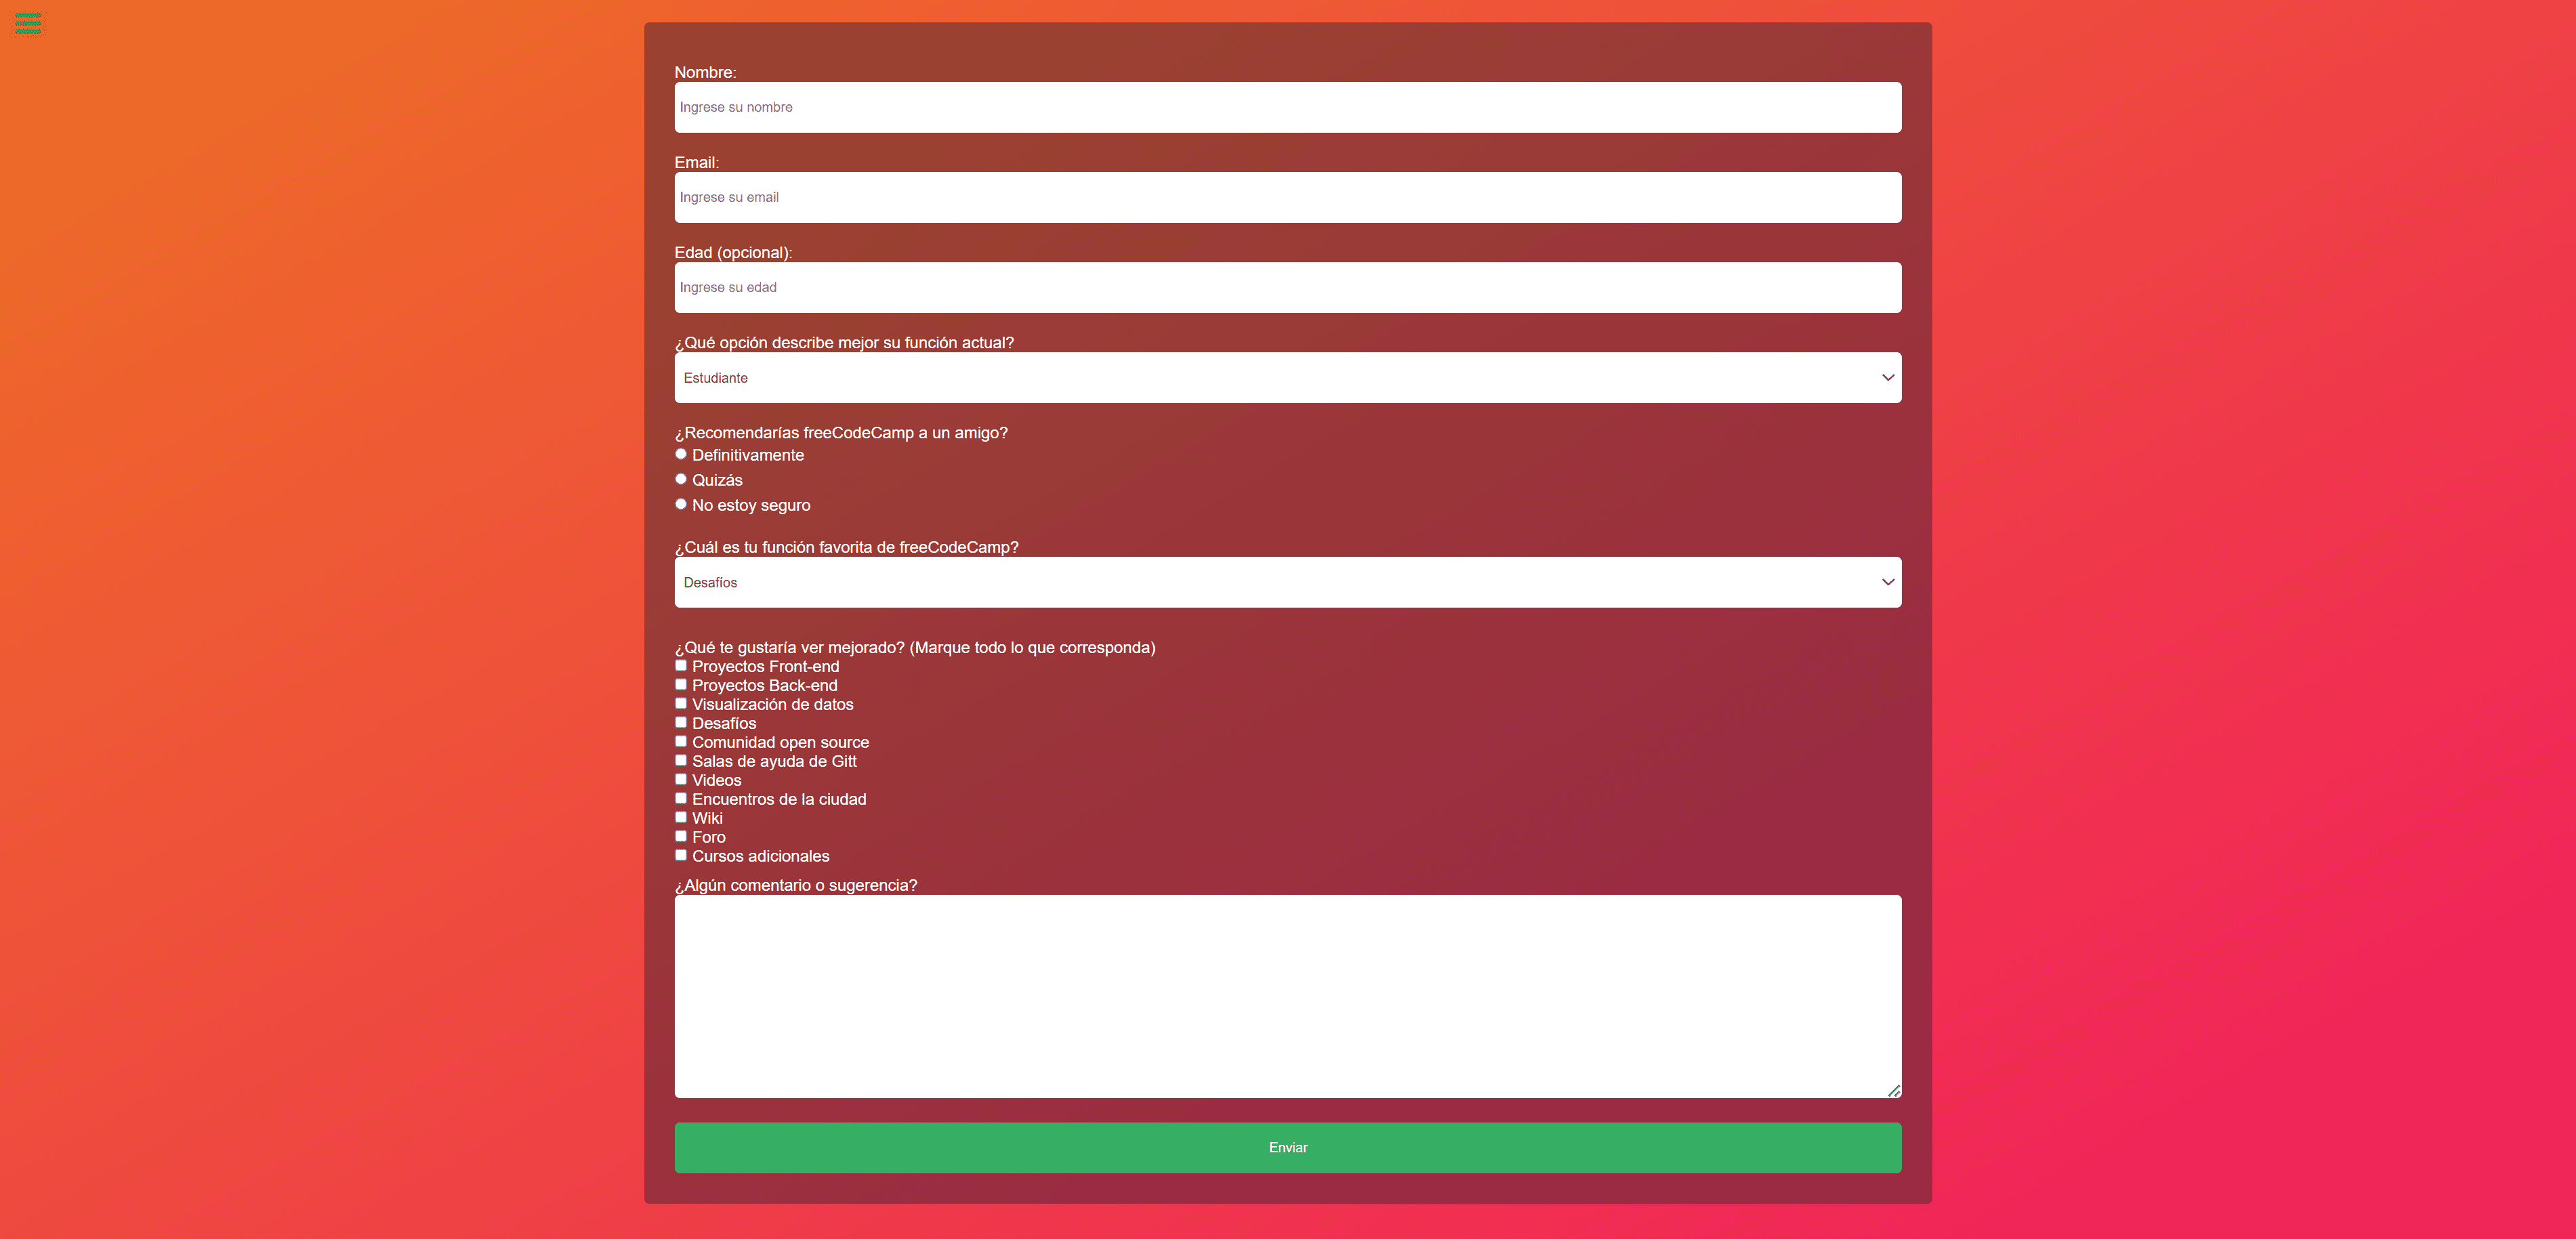 Nombre:
Ingrese su nombre
Email:
Ingrese su email
Edad (opcional):
Ingrese su edad
¿Qué opción describe mejor su función actual?
Estudiante
¿Recomendarías freeCodeCamp a un amigo?
Definitivamente
Quizás
No estoy seguro
¿Cuál es tu función favorita de freeCodeCamp?
Desafíos
¿Qué te gustaría ver mejorado? (Marque todo lo que corresponda)
Proyectos Front-end
Proyectos Back-end
Visualización de datos
Desafíos
Comunidad open source
Salas de ayuda de Gitt
Videos
Encuentros de la ciudad
Wiki
Foro
Cursos adicionales
¿Algún comentario o sugerencia?
Enviar